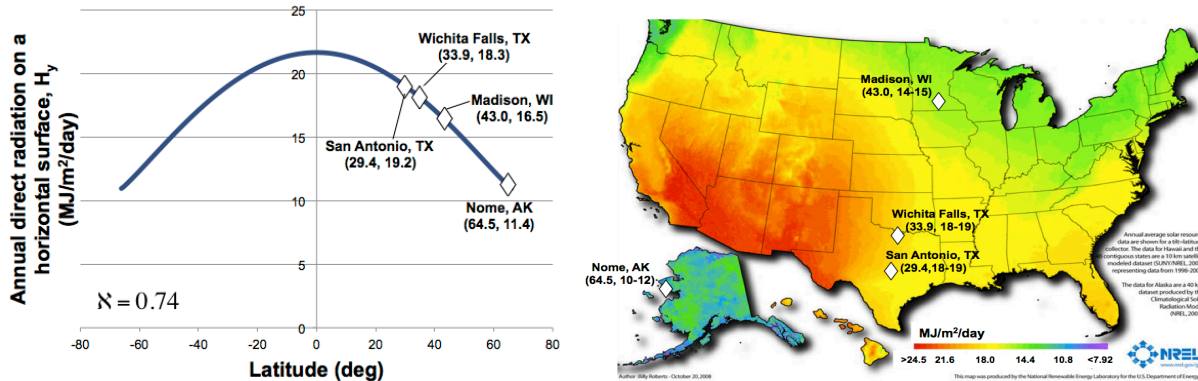 Annual direct radiation on a
horizontal surface, Hy
(MJ/m²/day)
25
20
15
10
5
0
-80
-60
-40
-20
0
20
40
60
80
Latitude (deg)
ℵ = 0.74
Wichita Falls, TX
(33.9, 18.3)
Madison, WI
(43.0, 16.5)
San Antonio, TX
(29.4, 19.2)
Nome, AK
(64.5, 11.4)
Madison, WI
(43.0, 14-15)
Wichita Falls, TX
(33.9, 18-19)
San Antonio, TX
(29.4,18-19)
Nome, AK
(64.5, 10-12)
Annual average solar resour
data are shown for a tilt=latitu
collector. The data for Hawaii and th
contiguous states are a 10 km satelli
modeled dataset (SUNY/NREL, 200
representing data from 1998-200
The data for Alaska are a 40 k
dataset produced by th
Climatological Sol
Radiation Mod
(NREL, 200
MJ/m²/day
>24.5 21.6 18.0 14.4 10.8 <7.92
NREL
Author : Billy Roberts - October 20, 2008
This map was produced by the National Renewable Energy Laboratory for the U.S. Department of Energy